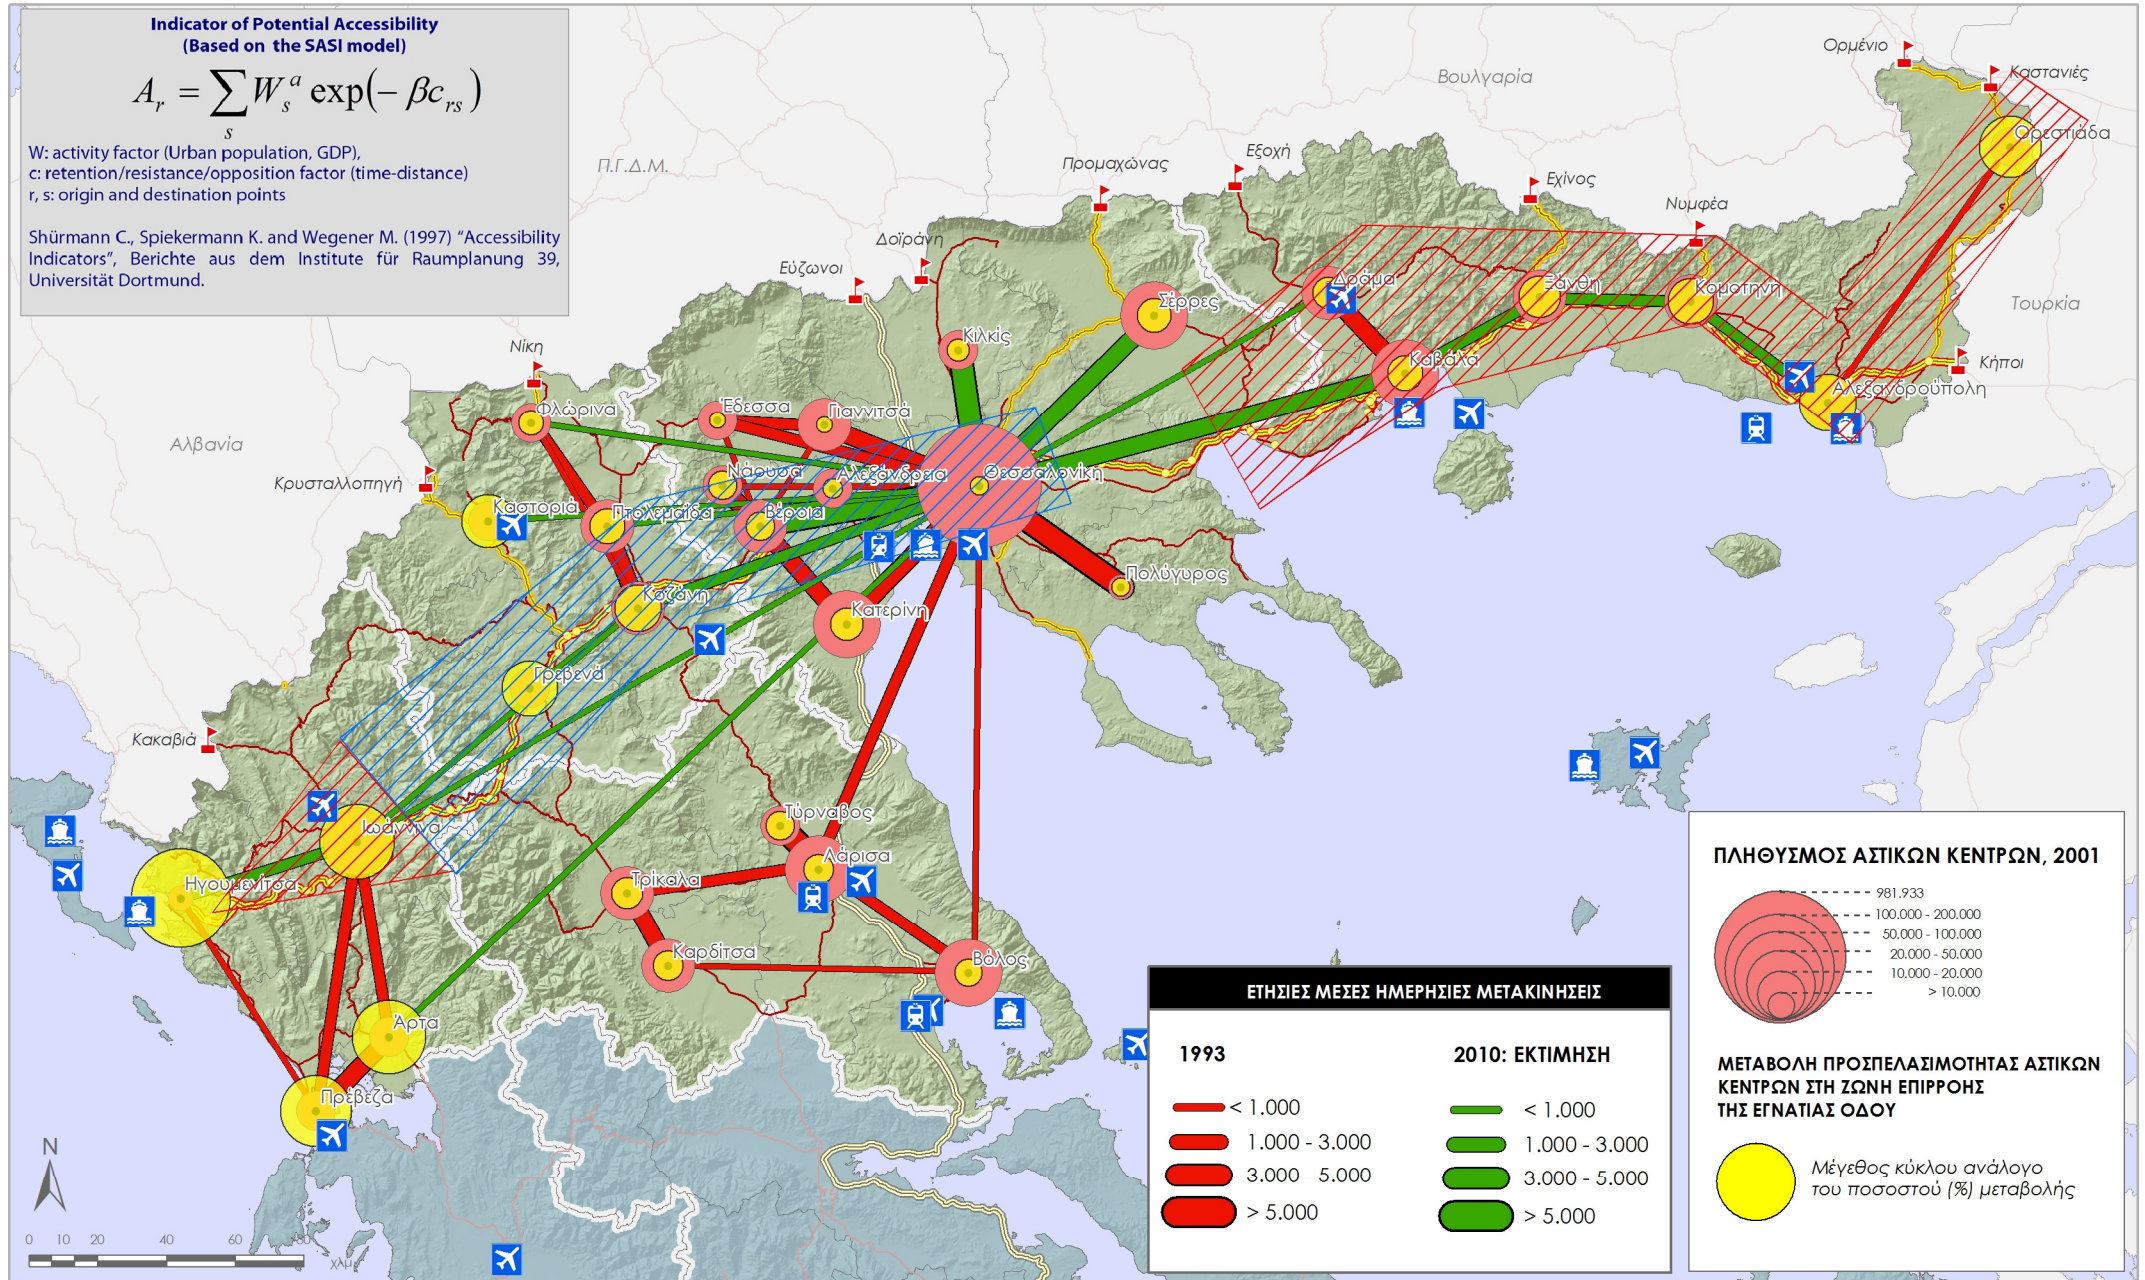 Indicator of Potential Accessibility
(Based on the SASI model)
A_r = ∑_s W_s^a exp(− βc_rs)
W: activity factor (Urban population, GDP),
c: retention/resistance/opposition factor (time-distance)
r, s: origin and destination points
Shürmann C., Spiekermann K. and Wegener M. (1997) “Accessibility
Indicators”, Berichte aus dem Institute für Raumplanung 39,
Universität Dortmund.
Ορμένιο
Καστανιές
Βουλγαρία
Ορεστιάδα
Π.Γ.Δ.Μ.
Προμαχώνας
Εξοχή
Εχίνος
Νυμφέα
Δοϊράνη
Εύζωνοι
Τουρκία
Δράμα
Ξάνθη
Κομοτηνή
Σέρρες
Κιλκίς
Νίκη
Καβάλα
Κήποι
Αλεξανδρούπολη
Φλώρινα
Έδεσσα
Γιαννιτσά
Αλβανία
Κρυσταλλοπηγή
Νάουσα
Αλεξάνδρεια
Θεσσαλονίκη
Καστοριά
Πτολεμαΐδα
Βέροια
Πολύγυρος
Κοζάνη
Κατερίνη
Γρεβενά
Κακαβιά
Τύρναβος
Ιωάννινα
Λάρισα
Ηγουμενίτσα
Τρίκαλα
Καρδίτσα
Βόλος
Άρτα
Πρέβεζα
N
0 10 20 40 60 80
χλμ
ΕΤΗΣΙΕΣ ΜΕΣΕΣ ΗΜΕΡΗΣΙΕΣ ΜΕΤΑΚΙΝΗΣΕΙΣ
1993
2010: ΕΚΤΙΜΗΣΗ
< 1.000
< 1.000
1.000 - 3.000
1.000 - 3.000
3.000 5.000
3.000 - 5.000
> 5.000
> 5.000
ΠΛΗΘΥΣΜΟΣ ΑΣΤΙΚΩΝ ΚΕΝΤΡΩΝ, 2001
981.933
100.000 - 200.000
50.000 - 100.000
20.000 - 50.000
10.000 - 20.000
> 10.000
ΜΕΤΑΒΟΛΗ ΠΡΟΣΠΕΛΑΣΙΜΟΤΗΤΑΣ ΑΣΤΙΚΩΝ
ΚΕΝΤΡΩΝ ΣΤΗ ΖΩΝΗ ΕΠΙΡΡΟΗΣ
ΤΗΣ ΕΓΝΑΤΙΑΣ ΟΔΟΥ
Μέγεθος κύκλου ανάλογο
του ποσοστού (%) μεταβολής